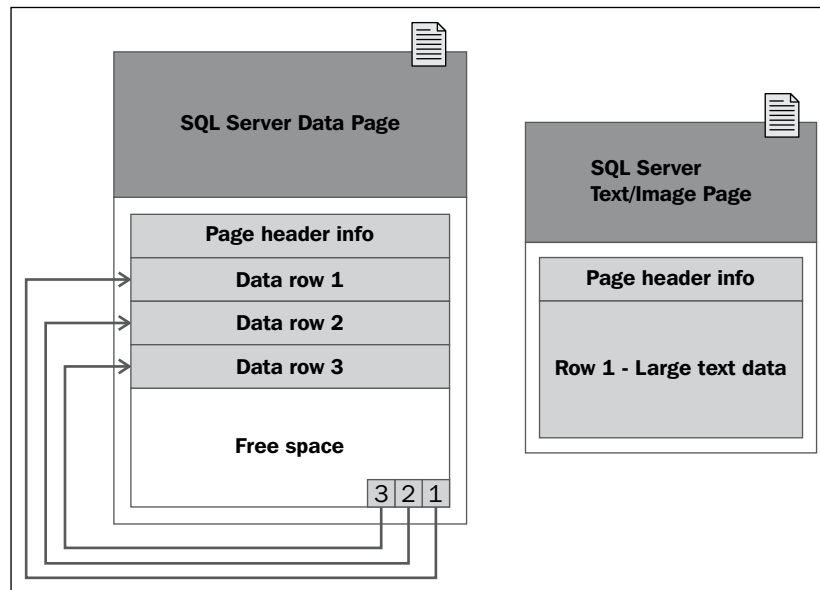 SQL Server Data Page
Page header info
Data row 1
Data row 2
Data row 3
Free space
3 2 1
SQL Server
Text/Image Page
Page header info
Row 1 - Large text data